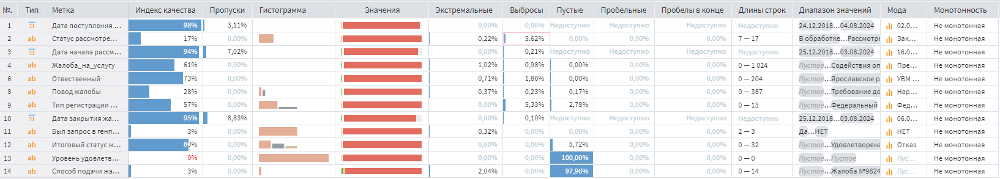 №. Тип Метка Индекс качества Пропуски Гистограмма Значения Экстремальные Выбросы Пустые Пробельные Пробелы в конце Длины строк Диапазон значений Мода Монотонность
1 31 Дата поступления ... 98% 3,11% 0,00% 0,00% Недоступно Недоступно Недоступно Недоступно 24.12.2018...04.08.2024 02.0... Не монотонная
2 ab Статус рассмотре... 17% 0,00% 0,22% 5,62% 0,00% 0,00% 0,00% 7 — 17 В обработке...Рассмотре Зак... Не монотонная
3 31 Дата начала рассм... 94% 7,02% 0,00% 0,21% Недоступно Недоступно Недоступно Недоступно 25.12.2018...03.08.2024 16.0... Не монотонная
4 ab Жалоба_на_услугу 61% 0,00% 1,02% 0,98% 0,00% 0,00% 0,00% 0 — 1 024 Пустое...Содействия оп Пре... Не монотонная
6 ab Отвественный 73% 0,00% 0,71% 1,86% 0,00% 0,00% 0,00% 0 — 204 Пустое...Ярославское р УВМ ... Не монотонная
8 ab Повод жалобы 28% 0,00% 0,37% 0,23% 0,17% 0,00% 0,00% 0 — 387 Пустое...Требование до Нар... Не монотонная
9 ab Тип регистрации ... 57% 0,00% 0,00% 5,33% 2,78% 0,00% 0,00% 0 — 13 Пустое...Федеральный Фед... Не монотонная
10 31 Дата закрытия жа... 95% 8,83% 0,00% 0,10% Недоступно Недоступно Недоступно Недоступно 25.12.2018...03.08.2024 06.0... Не монотонная
11 ab Был запрос в генп... 3% 0,00% 0,32% 0,00% 0,00% 0,00% 0,00% 2 — 3 Да...НЕТ НЕТ Не монотонная
12 ab Итоговый статус ж... 80% 0,00% 0,00% 0,00% 5,72% 0,00% 0,00% 0 — 32 Пустое...Удовлетворена Отказ Не монотонная
13 ab Уровень удовлетв... 0% 0,00% 0,00% 0,00% 100,00% 0,00% 0,00% 0 — 0 Пустое...Пустое Пус... Не монотонная
14 ab Способ подачи жа... 3% 0,00% 2,04% 0,00% 97,96% 0,00% 0,00% 0 — 14 Пустое...Жалоба №9624 Пус... Не монотонная